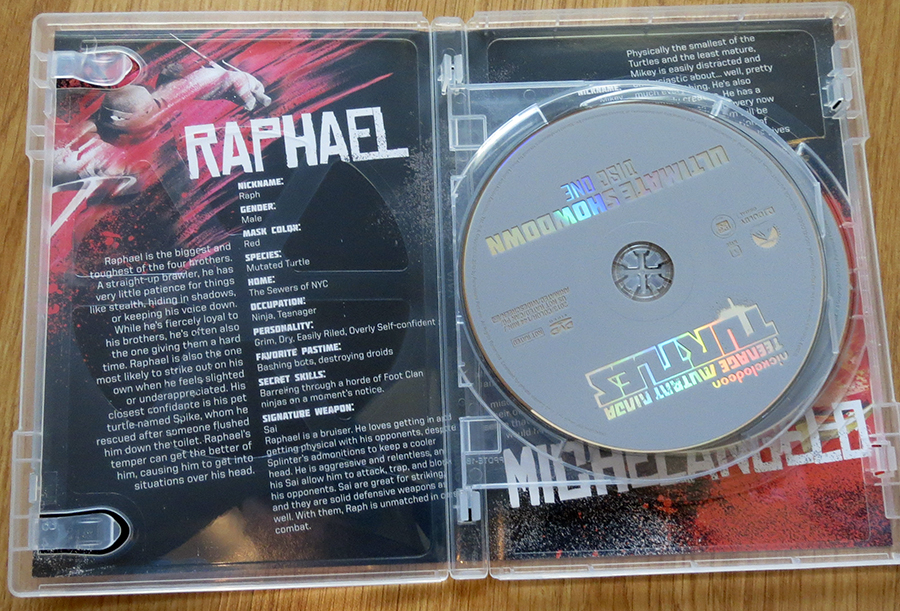 RAPHAEL
NICKNAME:
Raph
GENDER:
Male
MASK COLOR:
Red
SPECIES:
Mutated Turtle
HOME:
The Sewers of NYC
OCCUPATION:
Ninja, Teenager
PERSONALITY:
Grim, Dry, Easily Riled, Overly Self-confident
FAVORITE PASTIME:
Bashing bots, destroying droids
SECRET SKILLS:
Barreling through a horde of Foot Clan
ninjas on a moment's notice.
SIGNATURE WEAPON:
Sai
Raphael is a bruiser. He loves getting in and
getting physical with his opponents, despite
Splinter's admonitions to keep a cooler
head. He is aggressive and relentless, and
his Sai allow him to attack, trap, and block
his opponents. Sai are great for striking,
and they are solid defensive weapons as
well. With them, Raph is unmatched in
combat.
Raphael is the biggest and
toughest of the four brothers.
A straight-up brawler, he has
very little patience for things
like stealth, hiding in shadows,
or keeping his voice down.
While he's fiercely loyal to
his brothers, he's often also
the one giving them a hard
time. Raphael is also the one
most likely to strike out on his
own when he feels slighted
or underappreciated. His
closest confidante is his pet
turtle-named Spike, whom he
rescued after someone flushed
him down the toilet. Raphael's
temper can get the better of
him, causing him to get into
situations over his head.
Physically the smallest of the
Turtles and the least mature,
Mikey is easily distracted and
about... well, pretty
He's also
He has a
very now
be
of
NICKNAME:
ULTIMATE SHOWDOWN
DISC ONE
nickelodeon
TEENAGE MUTANT NINJA
TURTLES
MICHELANGELO